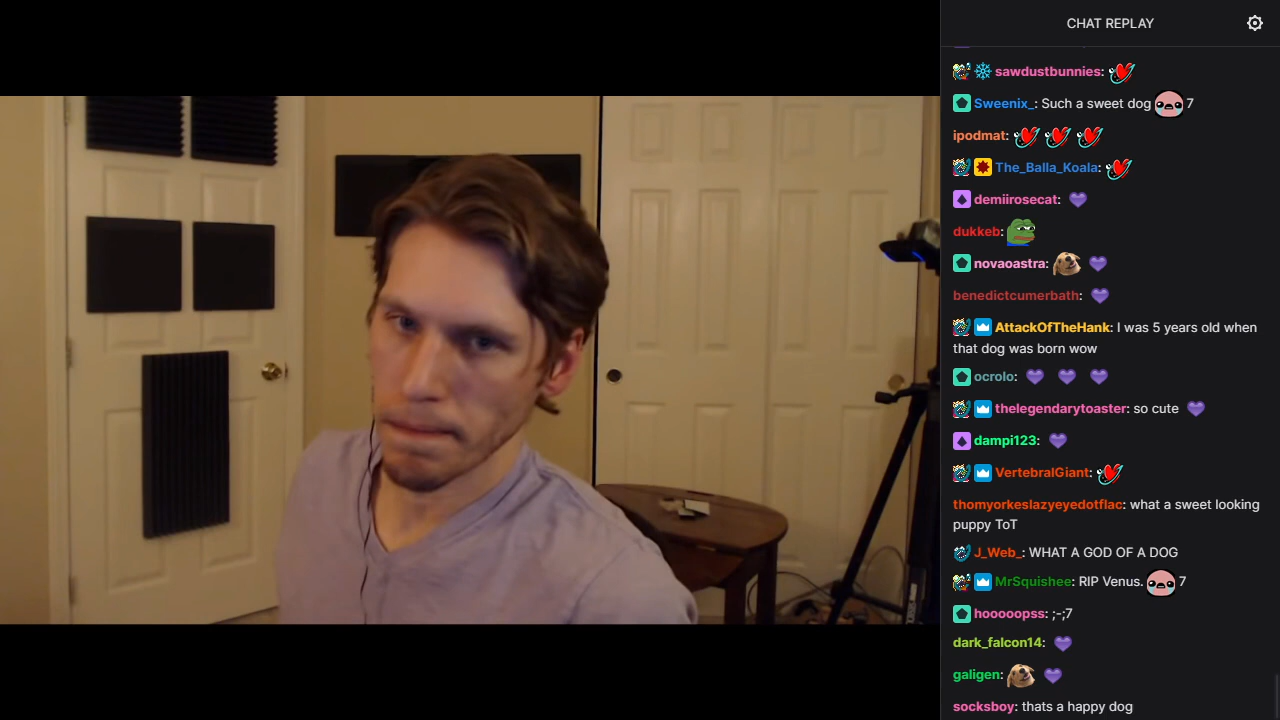 CHAT REPLAY
sawdustbunnies:
Sweenix_: Such a sweet dog 7
ipodmat:
The_Balla_Koala:
demiirosecat:
dukkeb:
novaoastra:
benedictcumerbath:
AttackOfTheHank: I was 5 years old when
that dog was born wow
ocrolo:
thelegendarytoaster: so cute
dampi123:
VertebralGiant:
thomyorkeslazyeyedotflac: what a sweet looking
puppy ToT
J_Web_: WHAT A GOD OF A DOG
MrSquishee: RIP Venus. 7
hooooopss: ;-;7
dark_falcon14:
galigen:
socksboy: thats a happy dog